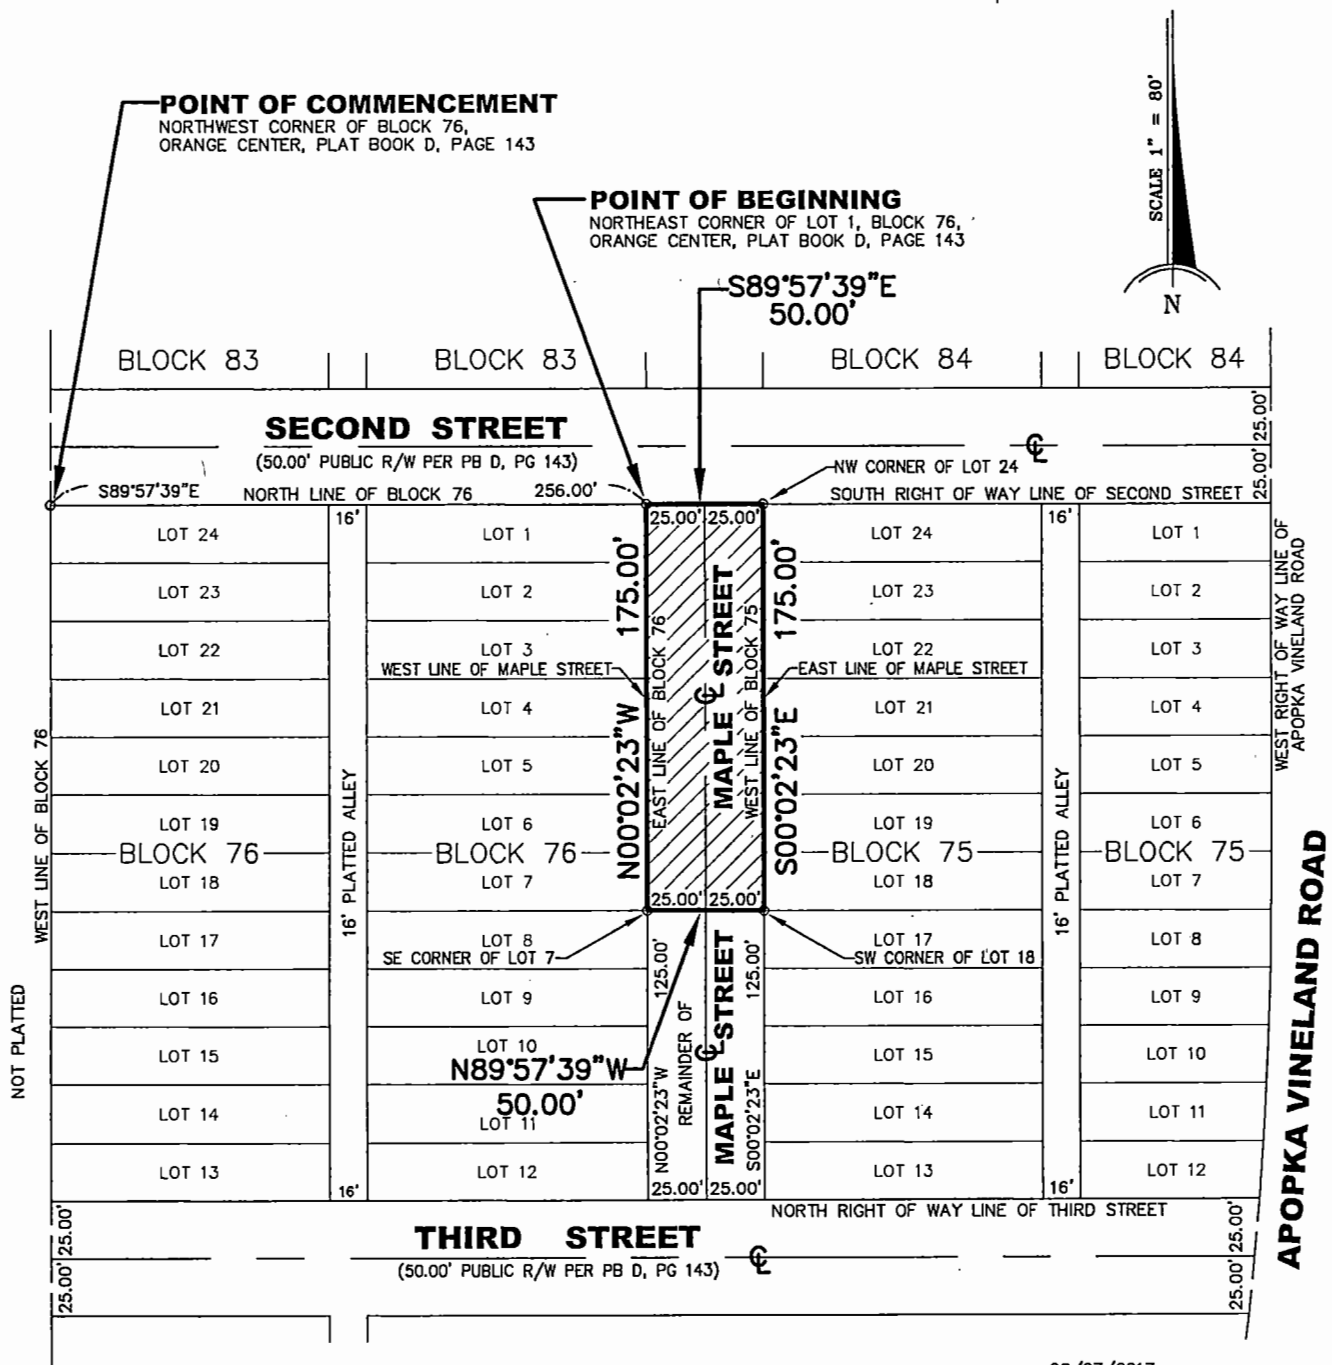 POINT OF COMMENCEMENT
NORTHWEST CORNER OF BLOCK 76,
ORANGE CENTER, PLAT BOOK D, PAGE 143
SCALE 1" = 80'
N
POINT OF BEGINNING
NORTHEAST CORNER OF LOT 1, BLOCK 76,
ORANGE CENTER, PLAT BOOK D, PAGE 143
S89°57'39"E
50.00'
BLOCK 83
BLOCK 83
BLOCK 84
BLOCK 84
SECOND STREET
(50.00' PUBLIC R/W PER PB D, PG 143)
25.00'
25.00'
NW CORNER OF LOT 24
S89°57'39"E
NORTH LINE OF BLOCK 76
256.00'
SOUTH RIGHT OF WAY LINE OF SECOND STREET
16'
25.00'
25.00'
16'
LOT 24
LOT 1
LOT 24
LOT 1
LOT 23
LOT 2
LOT 23
LOT 2
LOT 22
LOT 3
LOT 22
LOT 3
WEST LINE OF MAPLE STREET
EAST LINE OF MAPLE STREET
LOT 21
LOT 4
LOT 21
LOT 4
LOT 20
LOT 5
LOT 20
LOT 5
LOT 19
LOT 6
LOT 19
LOT 6
BLOCK 76
BLOCK 76
BLOCK 75
BLOCK 75
LOT 18
LOT 7
LOT 18
LOT 7
WEST LINE OF BLOCK 76
NOT PLATTED
16' PLATTED ALLEY
N00°02'23"W
175.00'
EAST LINE OF BLOCK 76
MAPLE STREET
WEST LINE OF BLOCK 75
S00°02'23"E
175.00'
16' PLATTED ALLEY
WEST RIGHT OF WAY LINE OF
APOPKA VINELAND ROAD
APOPKA VINELAND ROAD
25.00'
25.00'
LOT 17
LOT 8
LOT 17
LOT 8
SE CORNER OF LOT 7
SW CORNER OF LOT 18
LOT 16
LOT 9
LOT 16
LOT 9
LOT 15
LOT 10
LOT 15
LOT 10
N89°57'39"W
50.00'
LOT 14
LOT 11
LOT 14
LOT 11
LOT 13
LOT 12
LOT 13
LOT 12
N00°02'23"W
125.00'
REMAINDER OF
MAPLE STREET
S00°02'23"E
125.00'
16'
25.00'
25.00'
16'
NORTH RIGHT OF WAY LINE OF THIRD STREET
THIRD STREET
(50.00' PUBLIC R/W PER PB D, PG 143)
25.00'
25.00'
25.00'
25.00'